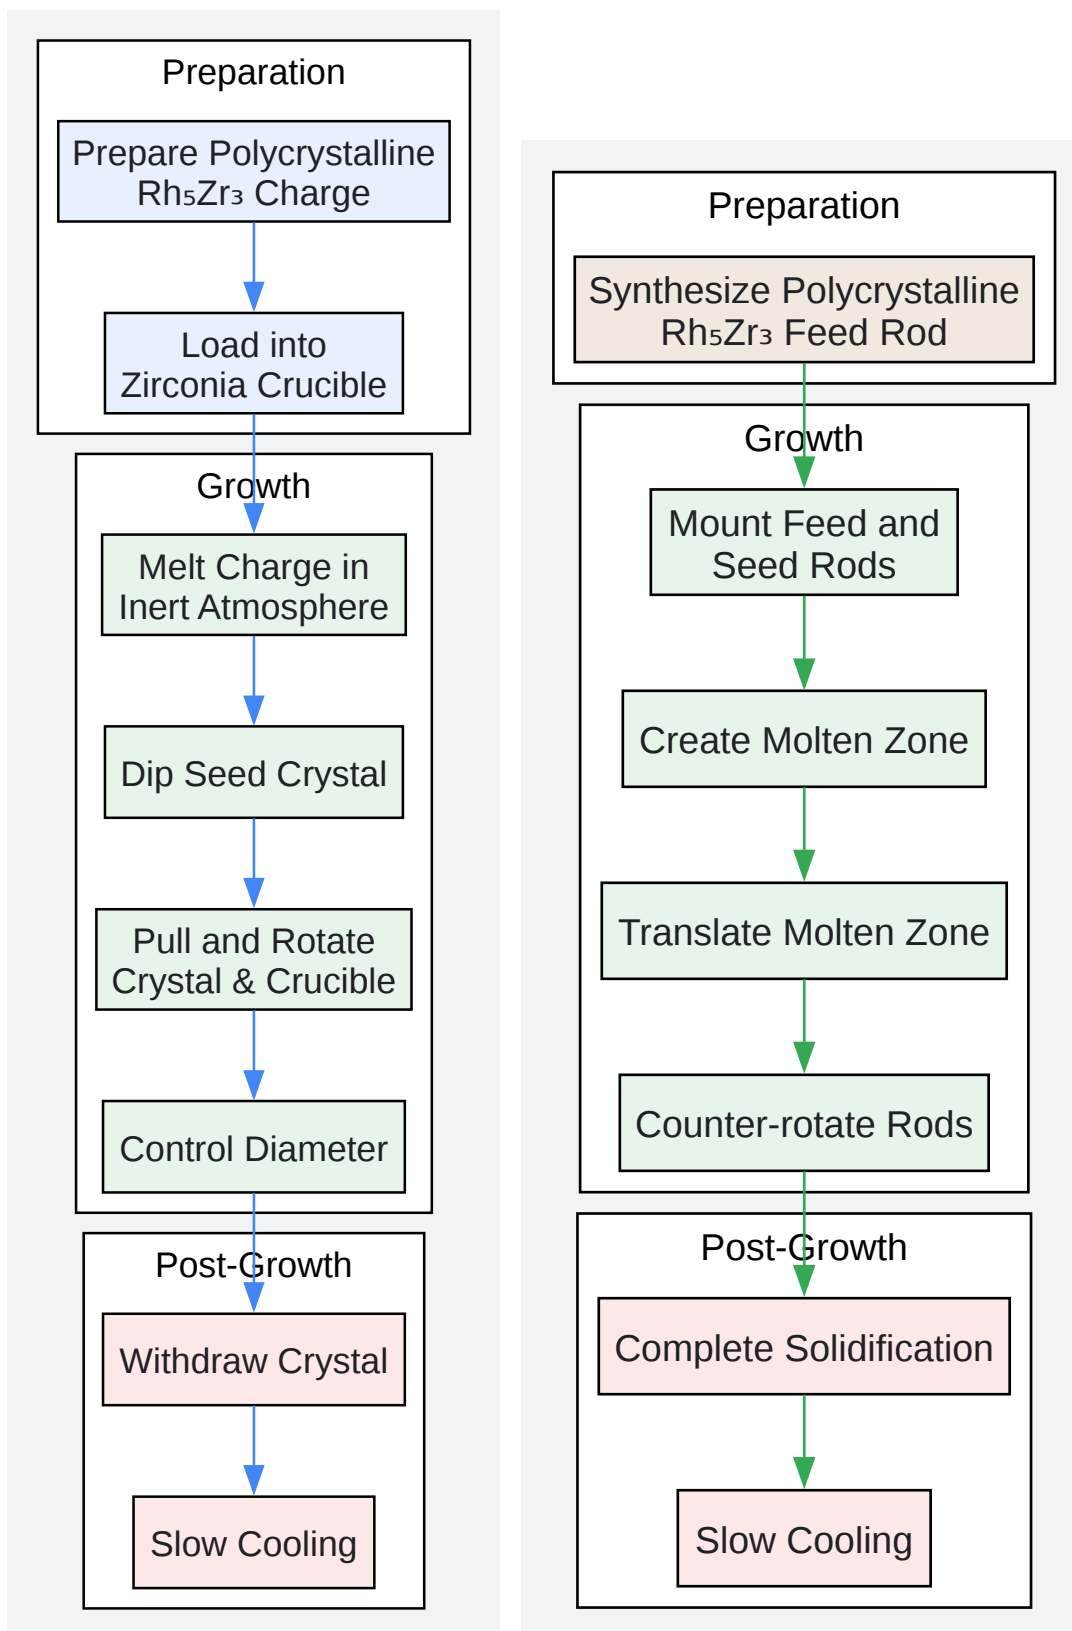 Preparation
Prepare Polycrystalline
Rh₅Zr₃ Charge
Load into
Zirconia Crucible
Growth
Melt Charge in
Inert Atmosphere
Dip Seed Crystal
Pull and Rotate
Crystal & Crucible
Control Diameter
Post-Growth
Withdraw Crystal
Slow Cooling
Preparation
Synthesize Polycrystalline
Rh₅Zr₃ Feed Rod
Growth
Mount Feed and
Seed Rods
Create Molten Zone
Translate Molten Zone
Counter-rotate Rods
Post-Growth
Complete Solidification
Slow Cooling